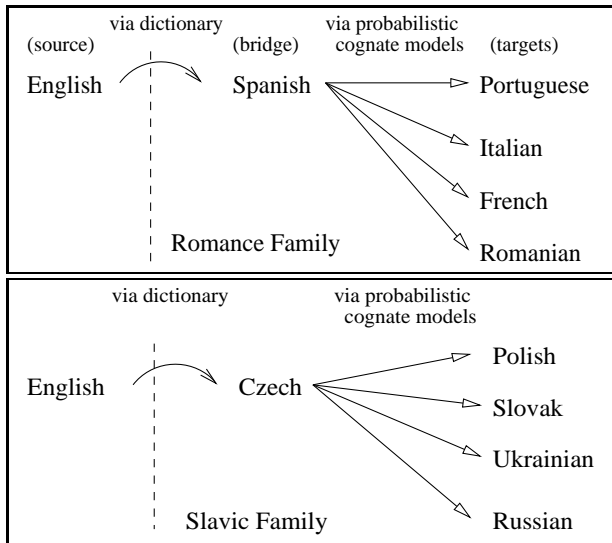 via dictionary via probabilistic
cognate models
(source) (bridge) (targets)
English Spanish Portuguese
Italian
French
Romance Family Romanian
via dictionary via probabilistic
cognate models
Polish
English Czech
Slovak
Ukrainian
Slavic Family Russian